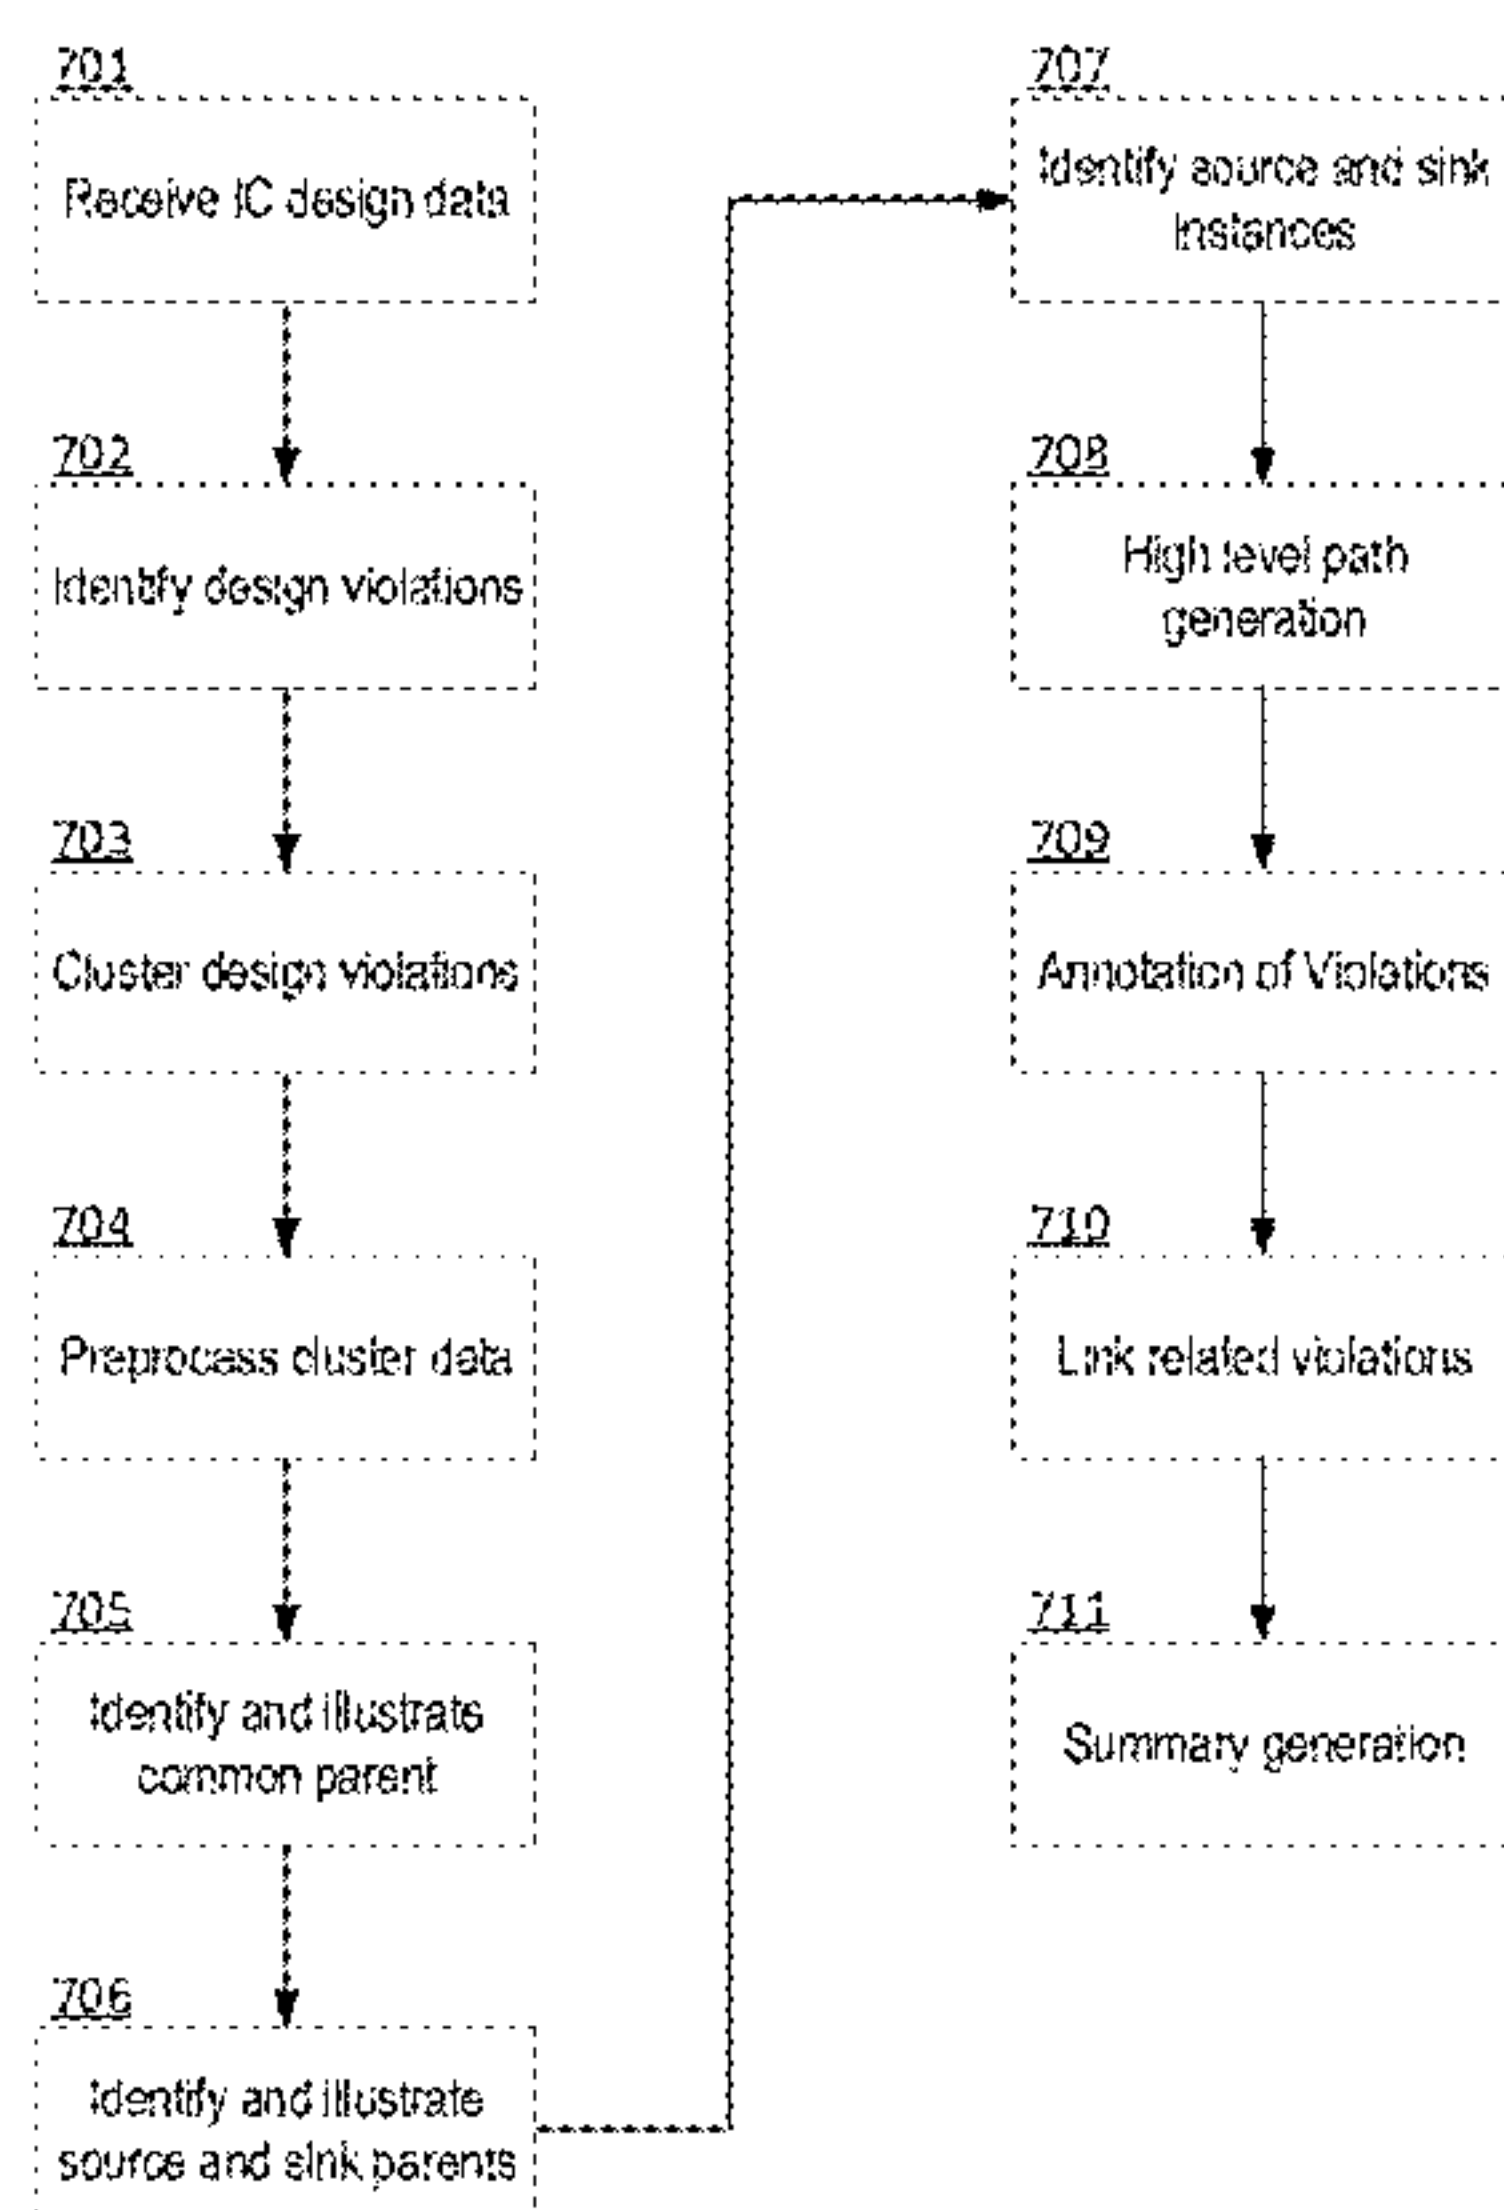 701
Receive IC design data
702
Identify design violations
703
Cluster design violations
704
Preprocess cluster data
705
Identify and illustrate
common parent
706
Identify and illustrate
source and sink parents
707
Identify source and sink
Instances
708
High level path
generation
709
Annotation of Violations
710
Link related violations
711
Summary generation